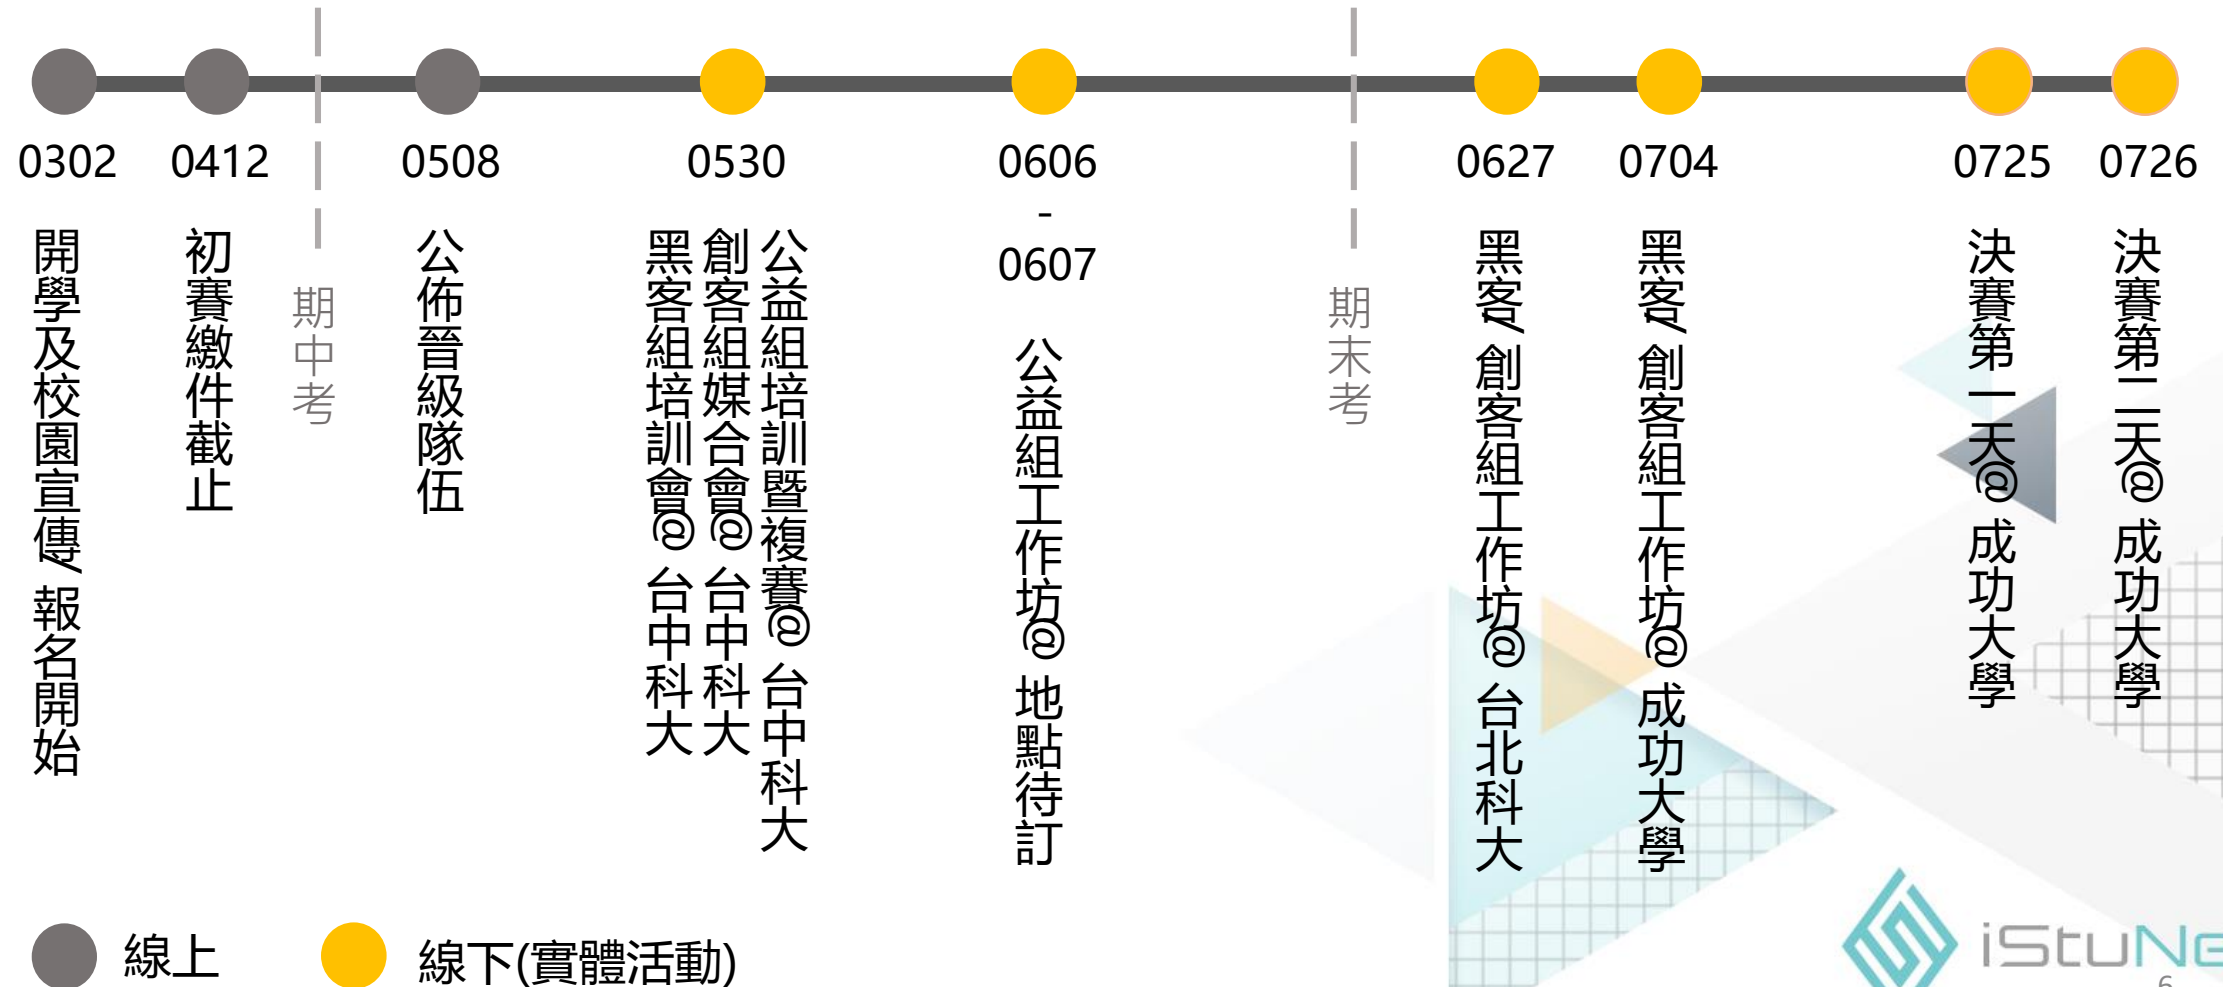 0302
開學及校園宣傳/報名開始
0412
初賽繳件截止
期中考
0508
公佈晉級隊伍
0530
黑客組培訓會@台中科大
創客組媒合會@台中科大
公益組培訓暨複賽@台中科大
0606
-
0607
公益組工作坊@地點待訂
期末考
0627
黑客/創客組工作坊@台北科大
0704
黑客/創客組工作坊@成功大學
0725
決賽第一天@成功大學
0726
決賽第二天@成功大學
線上
線下(實體活動)
iStuNe
6